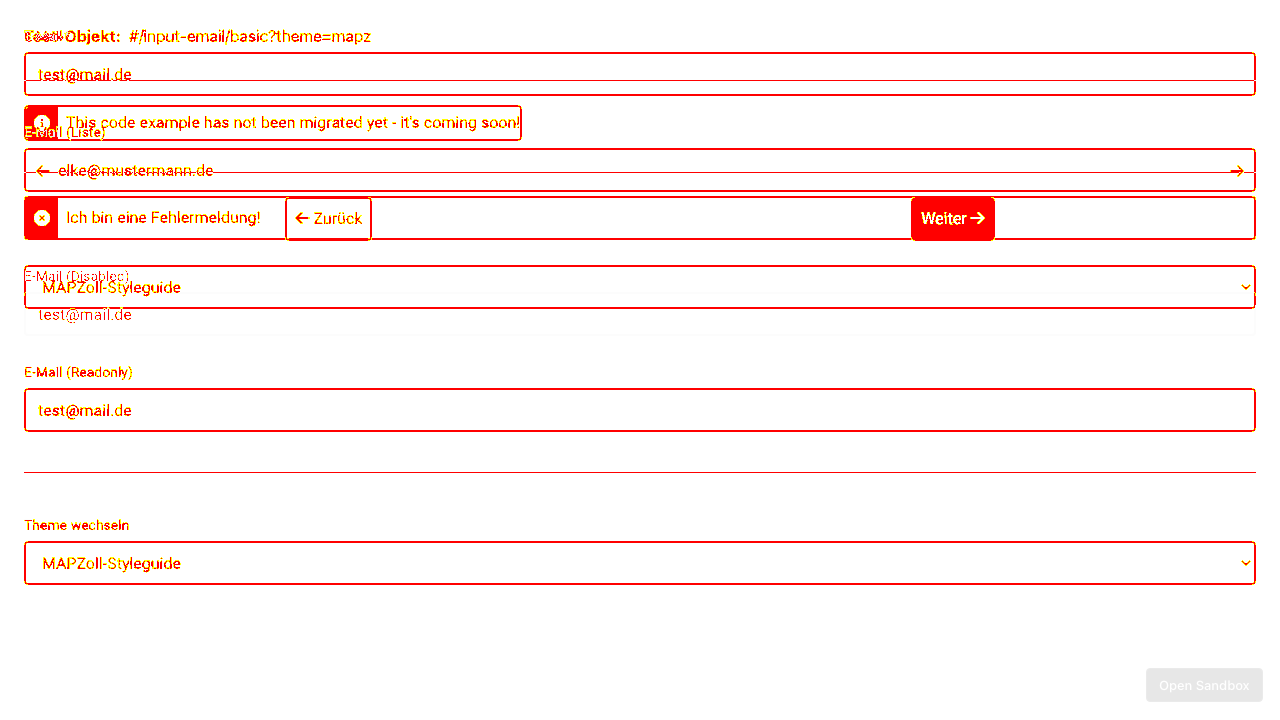 Test-Objekt: #/input-email/basic?theme=mapz
test@mail.de
This code example has not been migrated yet - it's coming soon!
E-Mail (Liste)
elke@mustermann.de
Ich bin eine Fehlermeldung! Zurück Weiter
E-Mail (Disabled)
MAPZoll-Styleguide
test@mail.de
E-Mail (Readonly)
test@mail.de
Theme wechseln
MAPZoll-Styleguide
Open Sandbox